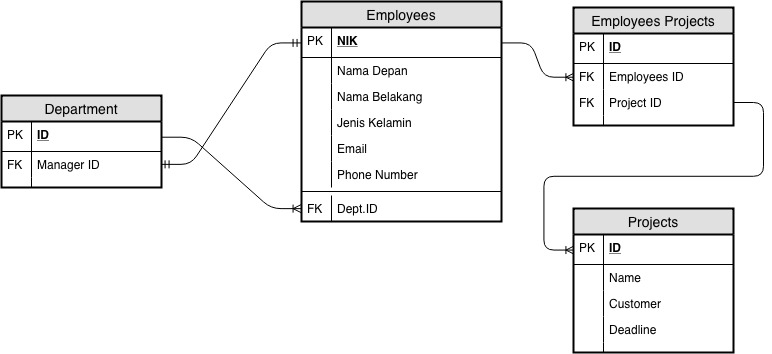 Department
PK ID
FK Manager ID
Employees
PK NIK
Nama Depan
Nama Belakang
Jenis Kelamin
Email
Phone Number
FK Dept.ID
Employees Projects
PK ID
FK Employees ID
FK Project ID
Projects
PK ID
Name
Customer
Deadline